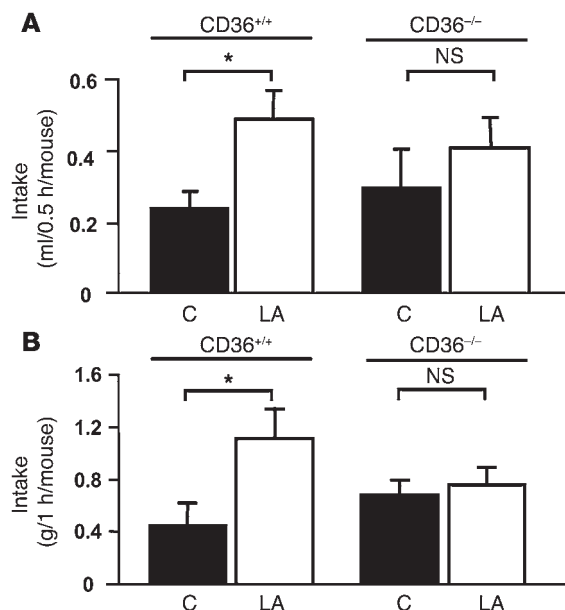 A
CD36+/+ CD36−/−
* NS
Intake
(ml/0.5 h/mouse)
0.6
0.4
0.2
0
C LA C LA
B
CD36+/+ CD36−/−
* NS
Intake
(g/1 h/mouse)
1.6
1.2
0.8
0.4
0
C LA C LA